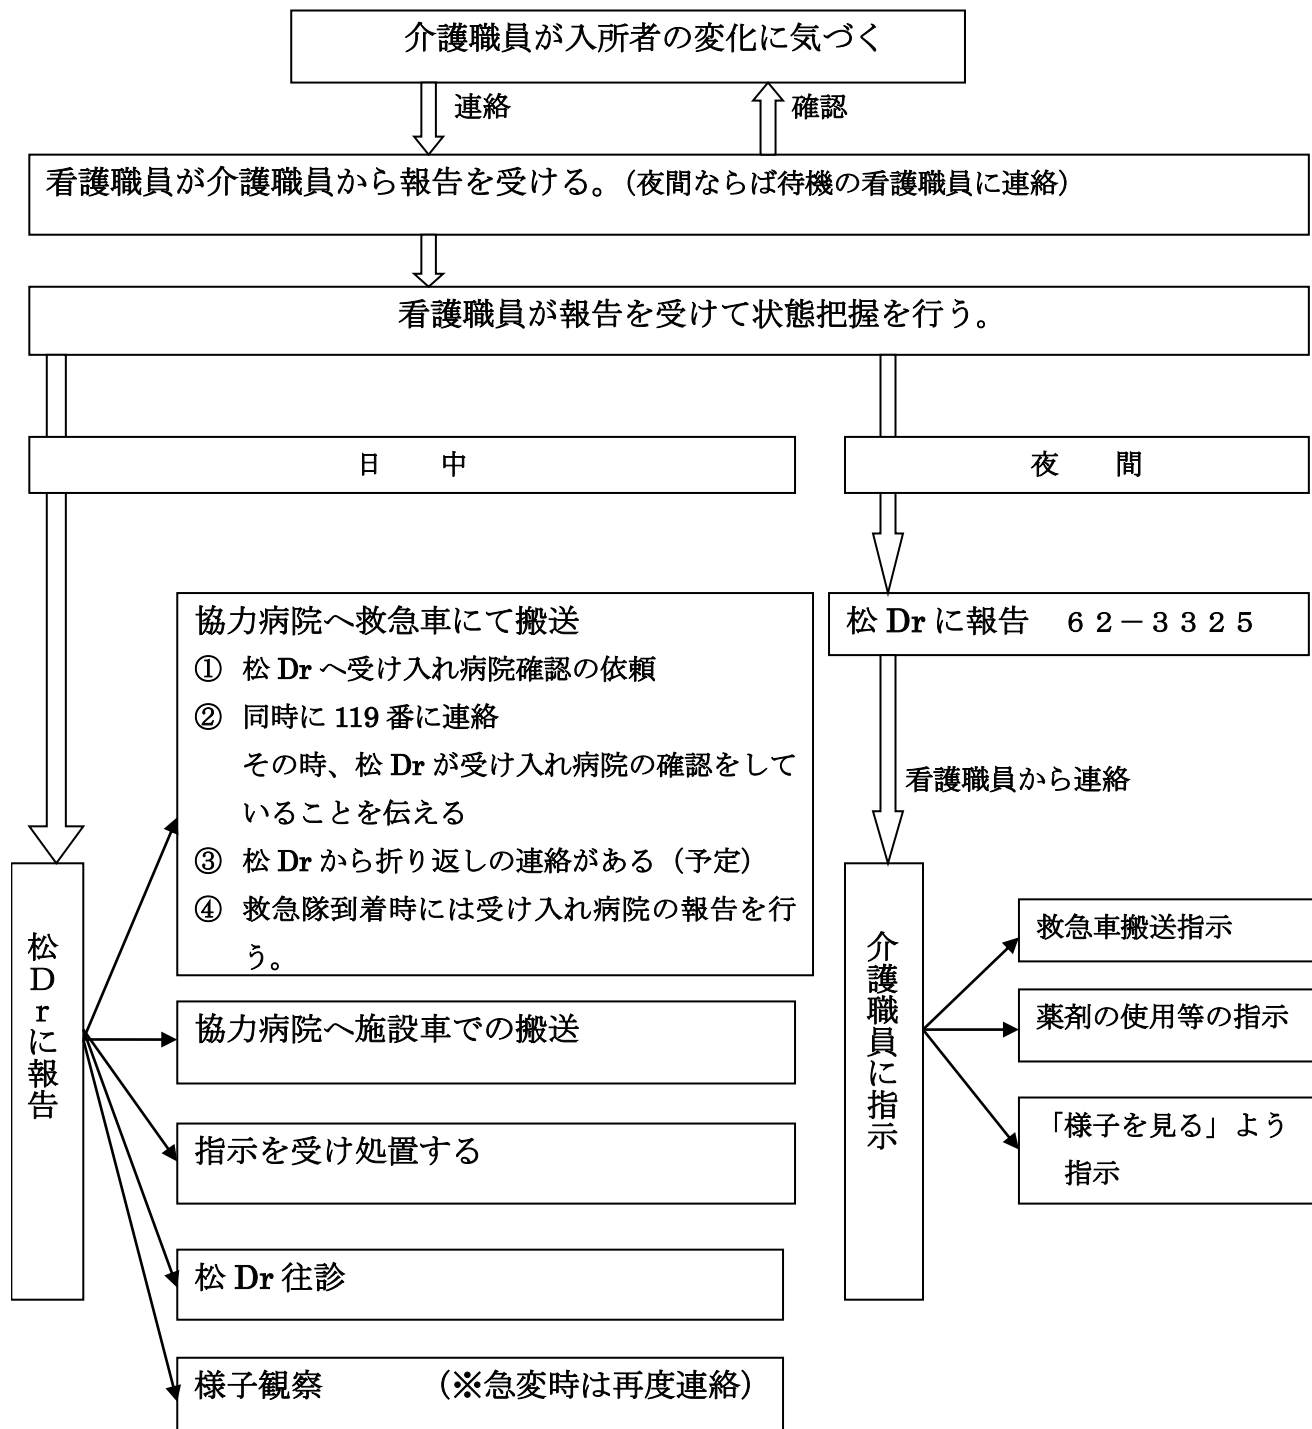 介護職員が入所者の変化に気づく
連絡
確認
看護職員が介護職員から報告を受ける。（夜間ならば待機の看護職員に連絡）
看護職員が報告を受けて状態把握を行う。
日　　中
夜　　間
協力病院へ救急車にて搬送
① 松 Dr へ受け入れ病院確認の依頼
② 同時に 119 番に連絡
その時、松 Dr が受け入れ病院の確認をして
いることを伝える
③ 松 Dr から折り返しの連絡がある（予定）
④ 救急隊到着時には受け入れ病院の報告を行
う。
松 Dr に報告　６２－３３２５
看護職員から連絡
松Ｄｒに報告
協力病院へ施設車での搬送
指示を受け処置する
松 Dr 往診
様子観察　　　　（※急変時は再度連絡）
介護職員に指示
救急車搬送指示
薬剤の使用等の指示
「様子を見る」よう
指示